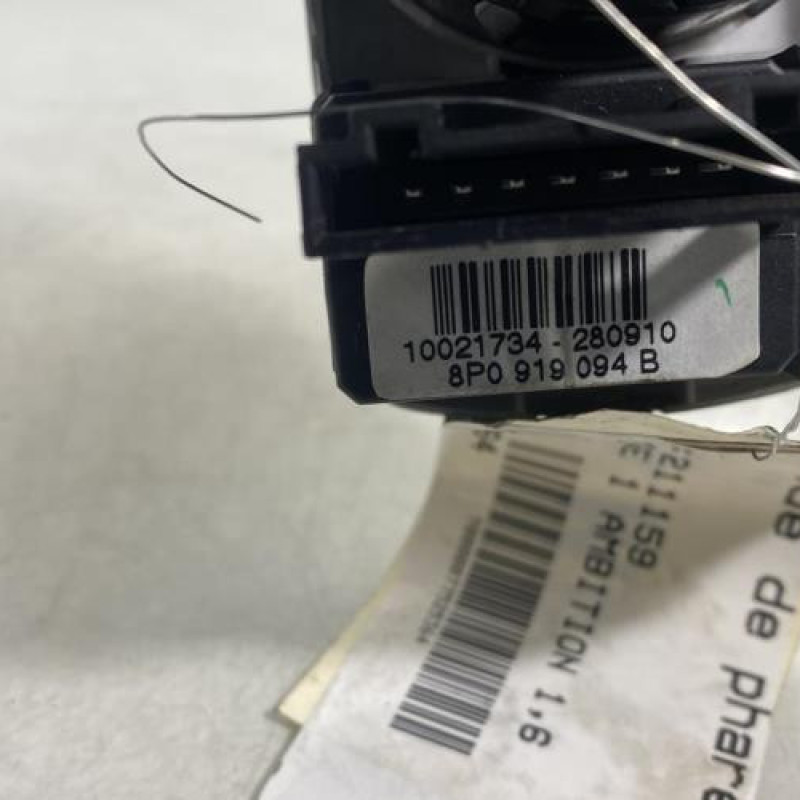 10021734 - 280910
8P0 919 094 B
de phare
211159
1 AMBITION 1,6